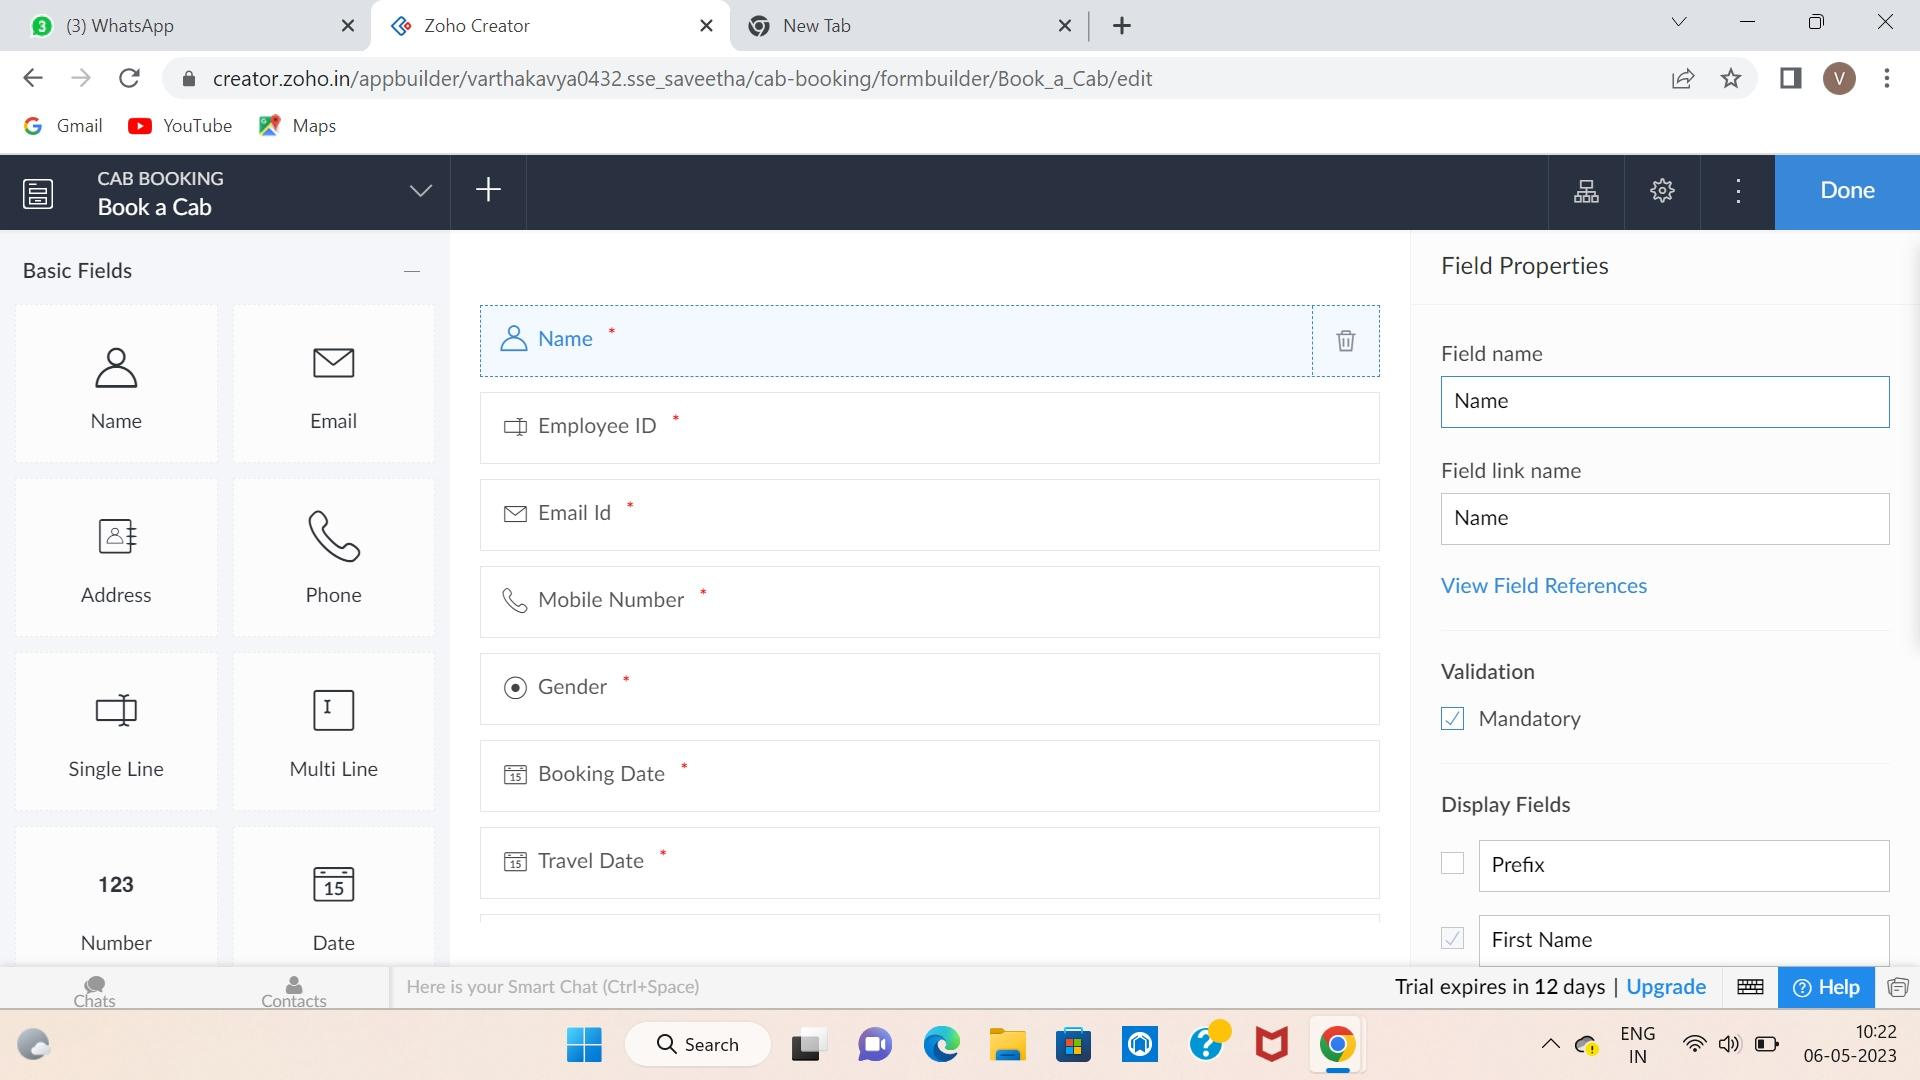 3
(3) WhatsApp
Zoho Creator
New Tab
creator.zoho.in/appbuilder/varthakavya0432.sse_saveetha/cab-booking/formbuilder/Book_a_Cab/edit
V
G Gmail
YouTube
Maps
CAB BOOKING
Book a Cab
Done
Basic Fields
Name
Email
Address
Phone
Single Line
Multi Line
123
Number
15
Date
Name *
Employee ID *
Email Id *
Mobile Number *
Gender *
15 Booking Date *
15 Travel Date *
Field Properties
Field name
Name
Field link name
Name
View Field References
Validation
Mandatory
Display Fields
Prefix
First Name
Chats
Contacts
Here is your Smart Chat (Ctrl+Space)
Trial expires in 12 days | Upgrade
Help
Search
ENG
IN
10:22
06-05-2023